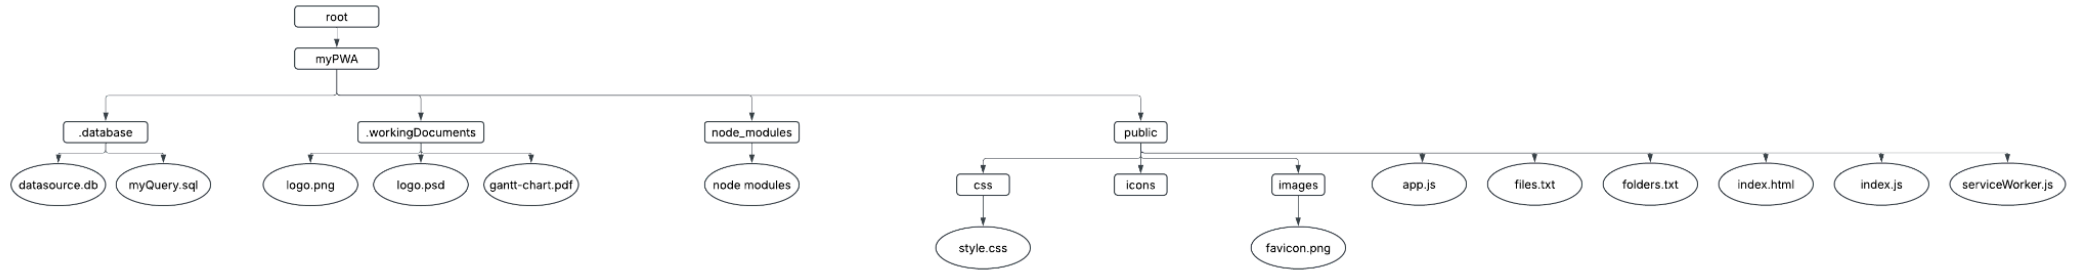 root
myPWA
.database
.workingDocuments
node_modules
public
datasource.db
myQuery.sql
logo.png
logo.psd
gantt-chart.pdf
node modules
css
icons
images
app.js
files.txt
folders.txt
index.html
index.js
serviceWorker.js
style.css
favicon.png